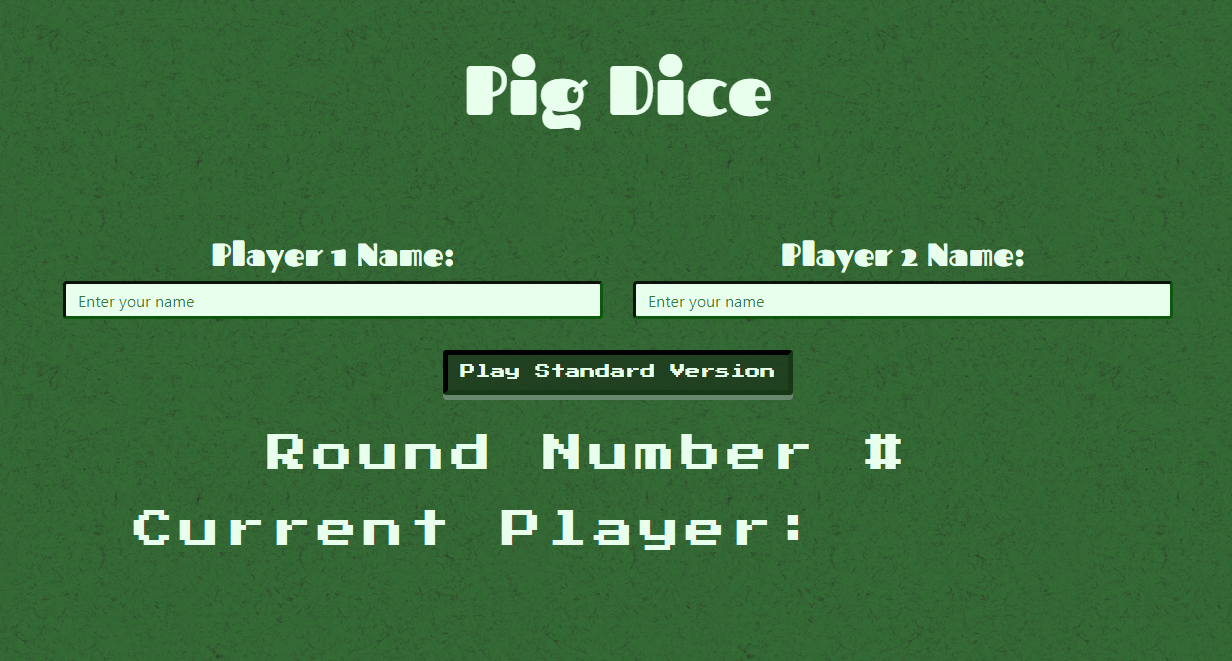 Pig Dice
Player 1 Name:
Player 2 Name:
Enter your name
Enter your name
Play Standard Version
Round Number #
Current Player: